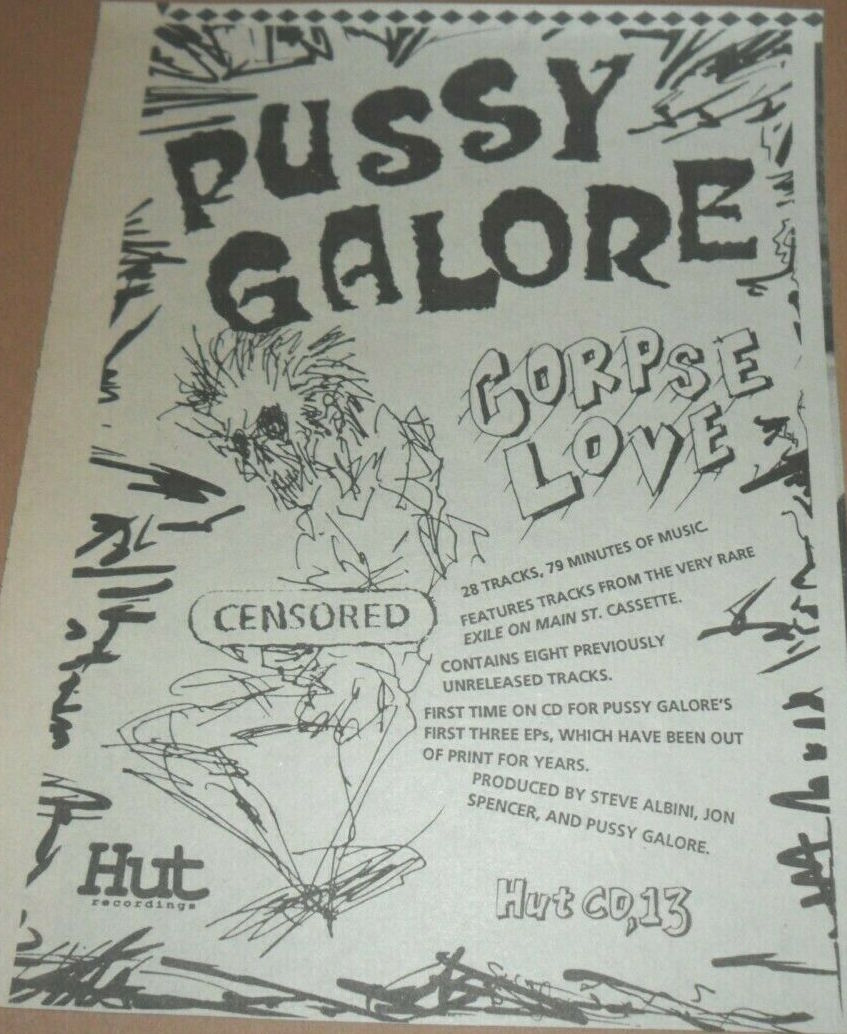 PUSSY
GALORE
CORPSE
LOVE
28 TRACKS, 79 MINUTES OF MUSIC.
FEATURES TRACKS FROM THE VERY RARE
EXILE ON MAIN ST. CASSETTE.
CENSORED
CONTAINS EIGHT PREVIOUSLY
UNRELEASED TRACKS.
FIRST TIME ON CD FOR PUSSY GALORE'S
FIRST THREE EPs, WHICH HAVE BEEN OUT
OF PRINT FOR YEARS.
PRODUCED BY STEVE ALBINI, JON
SPENCER, AND PUSSY GALORE.
Hut
recordings
Hut CD,13